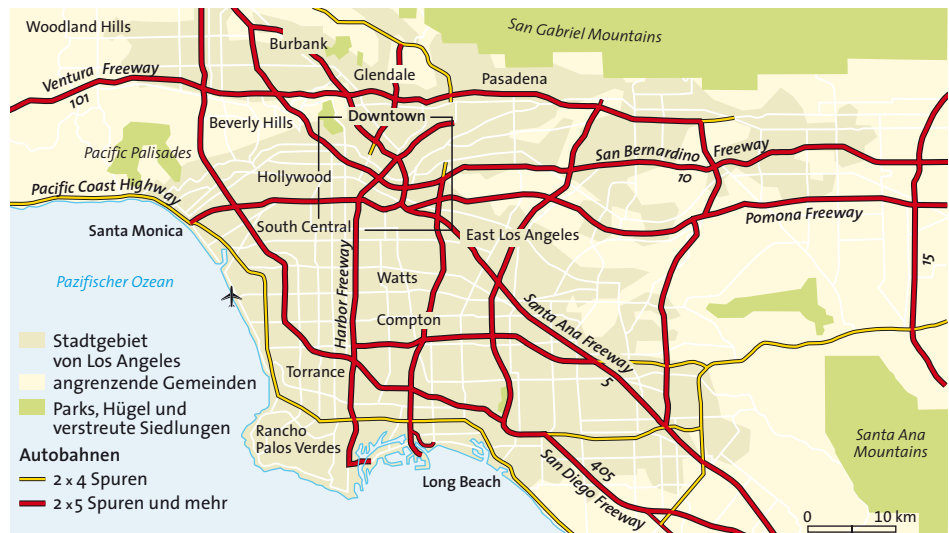 Woodland Hills
Burbank
San Gabriel Mountains
Ventura Freeway
101
Glendale
Pasadena
Beverly Hills
Downtown
Pacific Palisades
San Bernardino Freeway
10
Hollywood
Pacific Coast Highway
Pomona Freeway
Santa Monica
South Central
East Los Angeles
15
Pazifischer Ozean
Harbor Freeway
Watts
Santa Ana Freeway
5
Compton
Torrance
Stadtgebiet
von Los Angeles
angrenzende Gemeinden
Parks, Hügel und
verstreute Siedlungen
Rancho
Palos Verdes
Santa Ana
Mountains
Autobahnen
2 x 4 Spuren
2 x 5 Spuren und mehr
Long Beach
405
San Diego Freeway
0 10 km